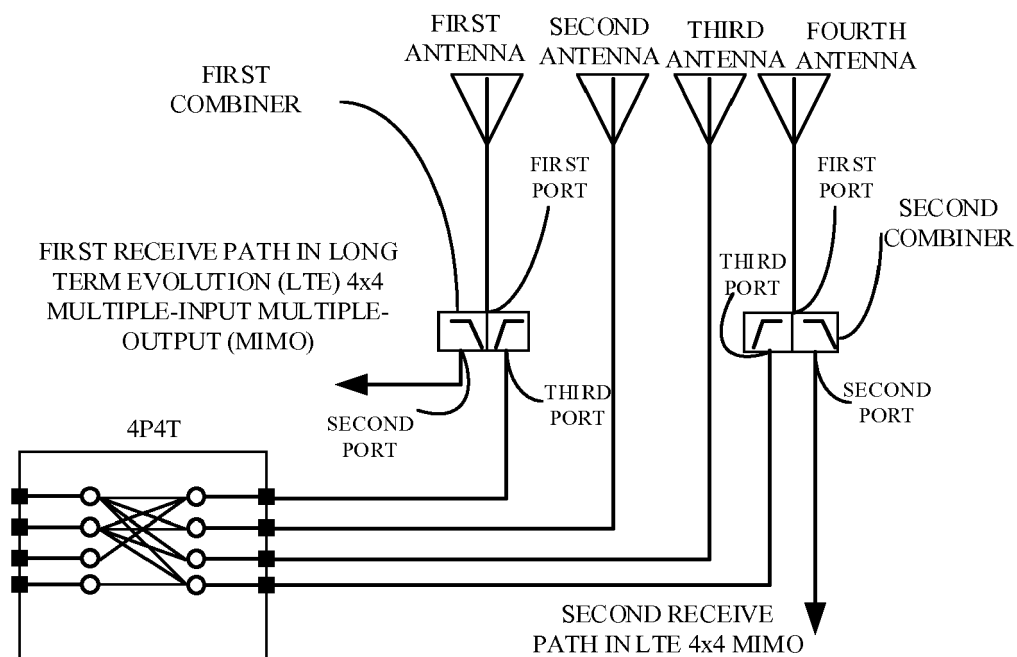 FIRST
ANTENNA
SECOND
ANTENNA
THIRD
ANTENNA
FOURTH
ANTENNA
FIRST
COMBINER
FIRST
PORT
FIRST
PORT
SECOND
COMBINER
FIRST RECEIVE PATH IN LONG
TERM EVOLUTION (LTE) 4x4
MULTIPLE-INPUT MULTIPLE-
OUTPUT (MIMO)
THIRD
PORT
SECOND
PORT
THIRD
PORT
SECOND
PORT
4P4T
SECOND RECEIVE
PATH IN LTE 4x4 MIMO